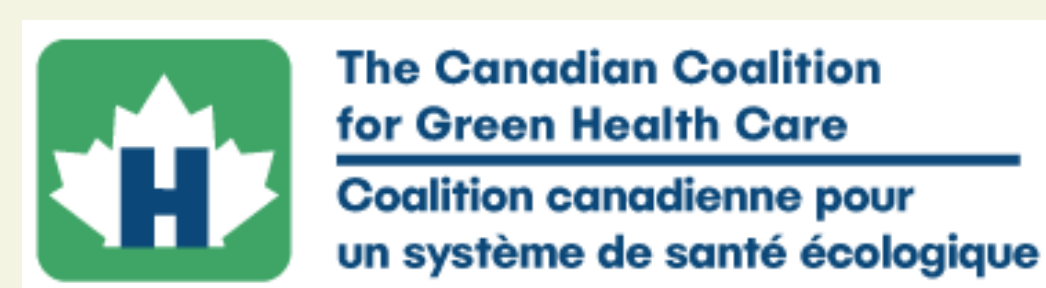 H
The Canadian Coalition
for Green Health Care
Coalition canadienne pour
un système de santé écologique